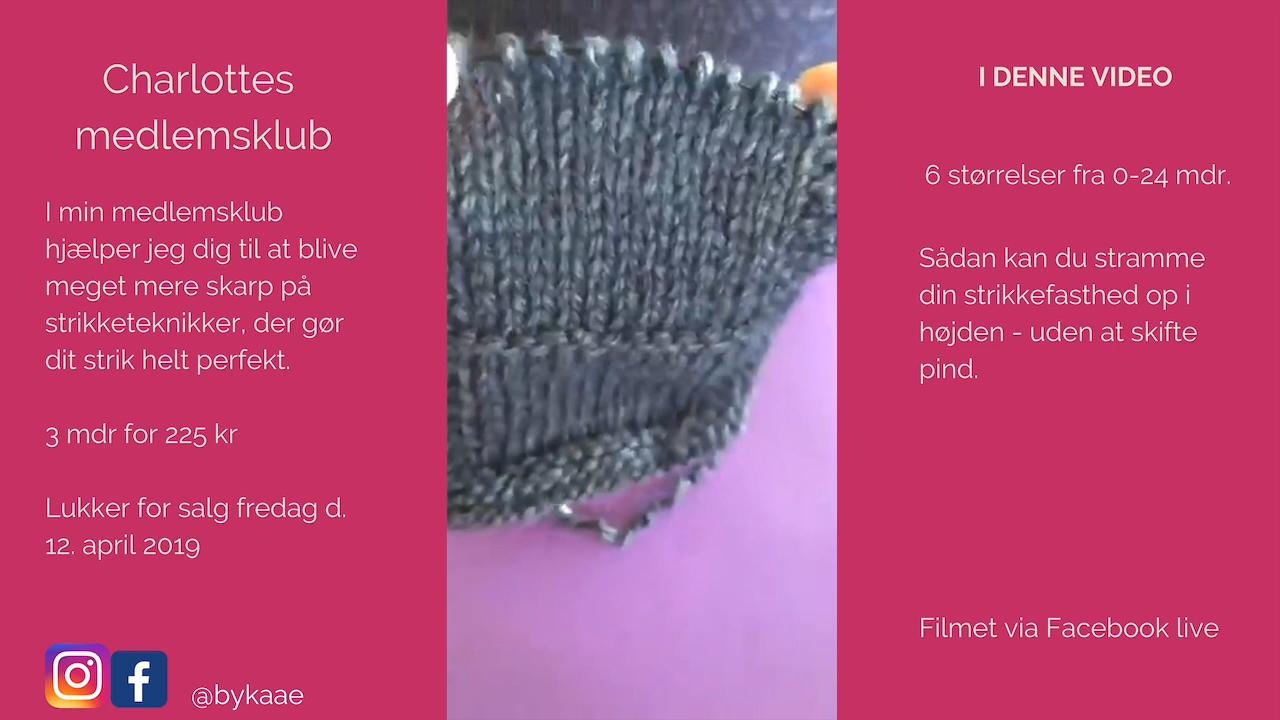 Charlottes
medlemsklub
I min medlemsklub
hjælper jeg dig til at blive
meget mere skarp på
strikketeknikker, der gør
dit strik helt perfekt.
3 mdr for 225 kr
Lukker for salg fredag d.
12. april 2019
@bykaae
I DENNE VIDEO
6 størrelser fra 0-24 mdr.
Sådan kan du stramme
din strikkefasthed op i
højden - uden at skifte
pind.
Filmet via Facebook live